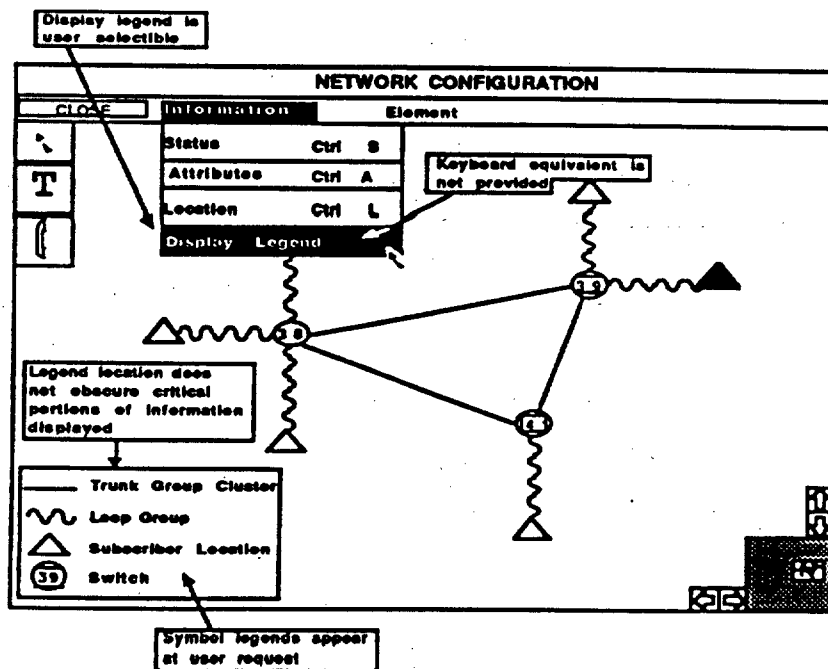 Display legend is
user selectible
NETWORK CONFIGURATION
CLOSE
Information
Element
Status Ctrl S
Attributes Ctrl A
Location Ctrl L
Display Legend
T
Keyboard equivalent is
not provided
39
Legend location does
not obscure critical
portions of information
displayed
Trunk Group Cluster
Loop Group
Subscriber Location
39 Switch
Symbol legends appear
at user request